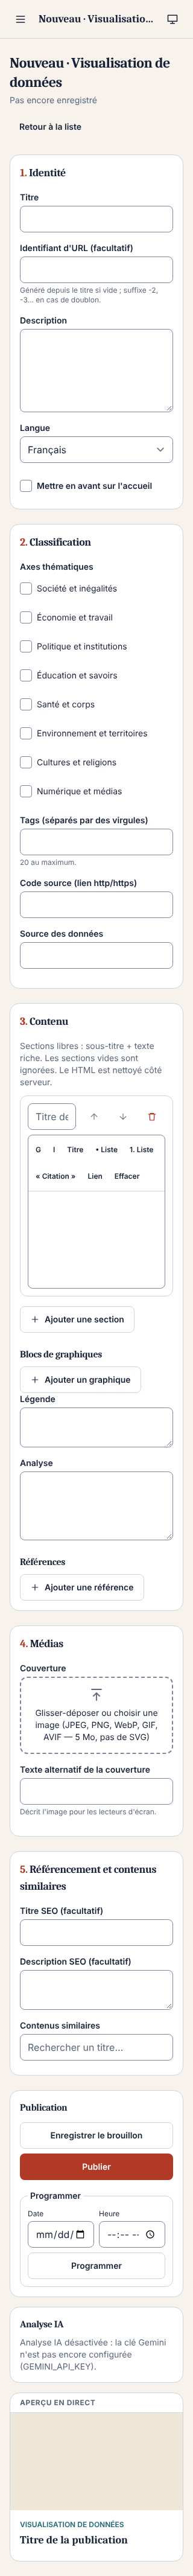 Nouveau · Visualisatio...
Nouveau · Visualisation de
données
Pas encore enregistré
Retour à la liste
1. Identité
Titre
Identifiant d'URL (facultatif)
Généré depuis le titre si vide ; suffixe -2,
-3… en cas de doublon.
Description
Langue
Français
Mettre en avant sur l'accueil
2. Classification
Axes thématiques
Société et inégalités
Économie et travail
Politique et institutions
Éducation et savoirs
Santé et corps
Environnement et territoires
Cultures et religions
Numérique et médias
Tags (séparés par des virgules)
20 au maximum.
Code source (lien http/https)
Source des données
3. Contenu
Sections libres : sous-titre + texte
riche. Les sections vides sont
ignorées. Le HTML est nettoyé côté
serveur.
Titre de
G I Titre • Liste 1. Liste
« Citation » Lien Effacer
Ajouter une section
Blocs de graphiques
Ajouter un graphique
Légende
Analyse
Références
Ajouter une référence
4. Médias
Couverture
Glisser-déposer ou choisir une
image (JPEG, PNG, WebP, GIF,
AVIF — 5 Mo, pas de SVG)
Texte alternatif de la couverture
Décrit l'image pour les lecteurs d'écran.
5. Référencement et contenus
similaires
Titre SEO (facultatif)
Description SEO (facultatif)
Contenus similaires
Rechercher un titre…
Publication
Enregistrer le brouillon
Publier
Programmer
Date Heure
mm/dd/ --:-- 
Programmer
Analyse IA
Analyse IA désactivée : la clé Gemini
n'est pas encore configurée
(GEMINI_API_KEY).
APERÇU EN DIRECT
VISUALISATION DE DONNÉES
Titre de la publication